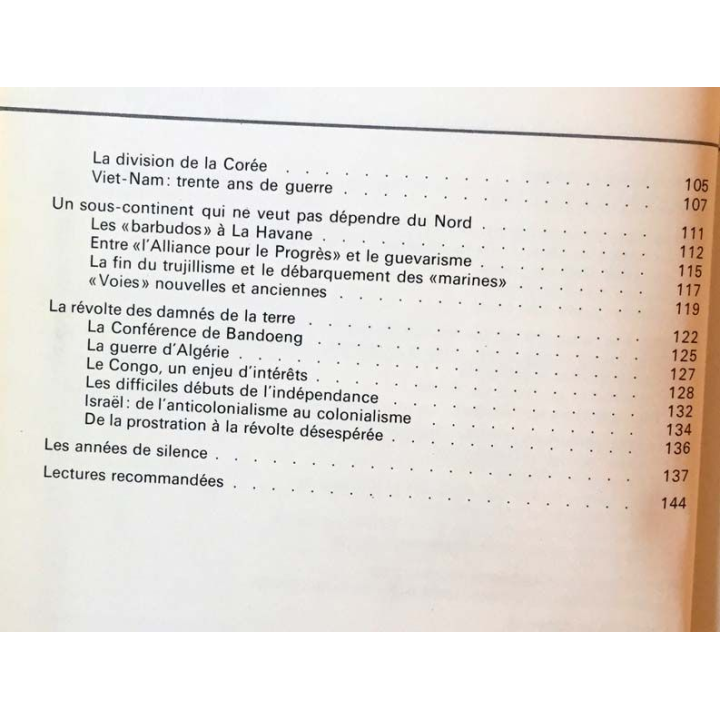 La division de la Corée . . . . . . . . . . . . . . . . . . . 105
Viet-Nam : trente ans de guerre . . . . . . . . . . . . . . . . 107
Un sous-continent qui ne veut pas dépendre du Nord . . . . . . . . 111
Les «barbudos» à La Havane . . . . . . . . . . . . . . . . . 112
Entre «l'Alliance pour le Progrès» et le guevarisme . . . . . . . . . 115
La fin du trujillisme et le débarquement des «marines» . . . . . . . 117
«Voies» nouvelles et anciennes . . . . . . . . . . . . . . . . 119
La révolte des damnés de la terre . . . . . . . . . . . . . . . . . 122
La Conférence de Bandoeng . . . . . . . . . . . . . . . . . 125
La guerre d'Algérie . . . . . . . . . . . . . . . . . . . . . 127
Le Congo, un enjeu d'intérêts . . . . . . . . . . . . . . . . . 128
Les difficiles débuts de l'indépendance . . . . . . . . . . . . . 132
Israël : de l'anticolonialisme au colonialisme . . . . . . . . . . . 134
De la prostration à la révolte désespérée . . . . . . . . . . . . 136
Les années de silence . . . . . . . . . . . . . . . . . . . . . . 137
Lectures recommandées . . . . . . . . . . . . . . . . . . . . . 144